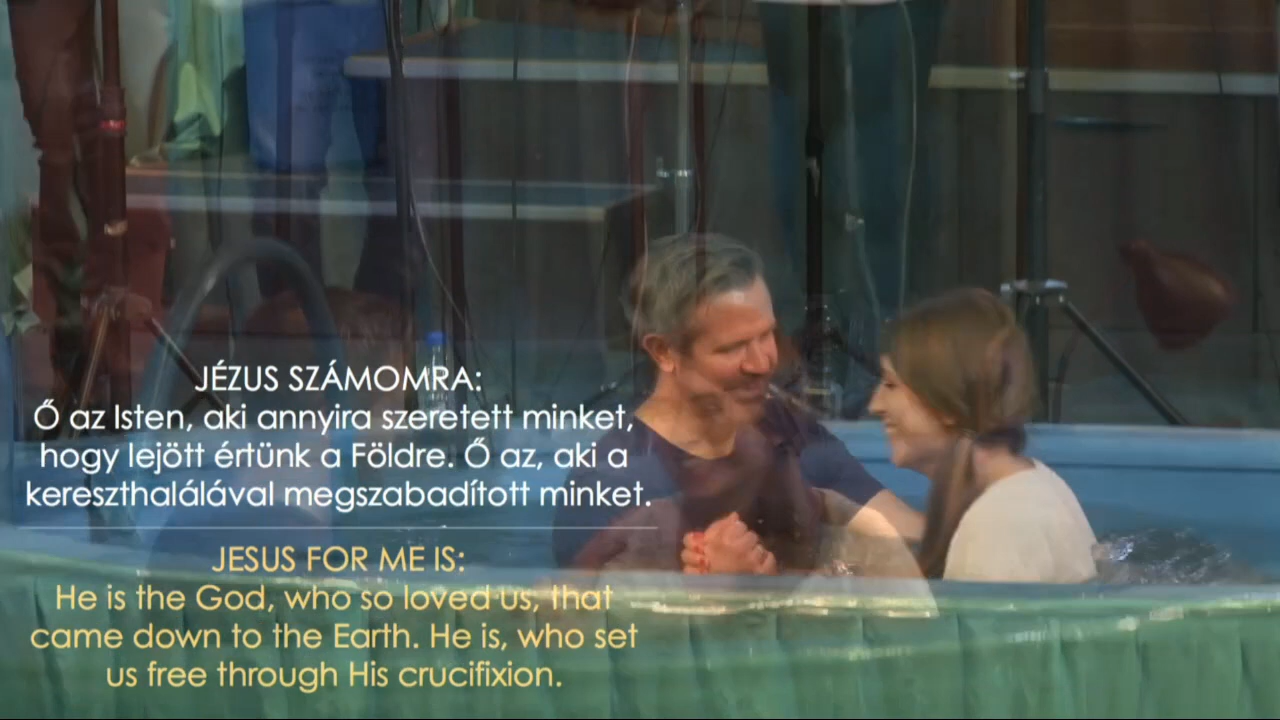 JÉZUS SZÁMOMRA:
Ő az Isten, aki annyira szeretett minket,
hogy lejött értünk a Földre. Ő az, aki a
kereszthalálával megszabadított minket.
JESUS FOR ME IS:
He is the God, who so loved us, that
came down to the Earth. He is, who set
us free through His crucifixion.